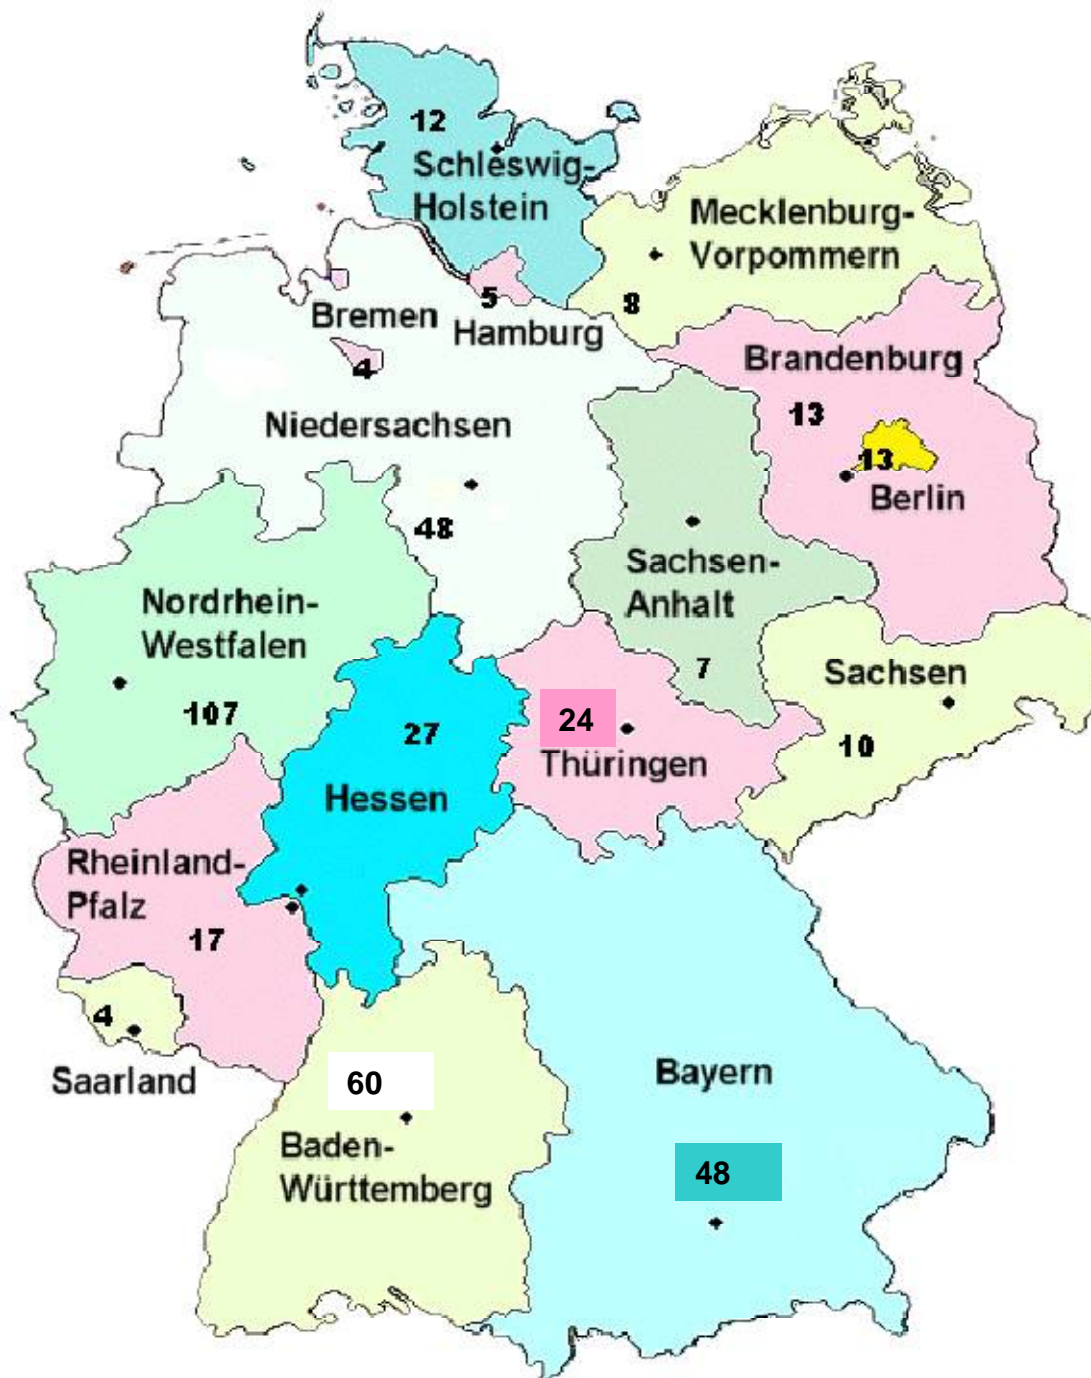 12
Schleswig-
Holstein
Mecklenburg-
Vorpommern
8
5
Hamburg
Bremen
4
Niedersachsen
48
Brandenburg
13
13
Berlin
Sachsen-
Anhalt
7
Nordrhein-
Westfalen
107
27
Hessen
24
Thüringen
Sachsen
10
Rheinland-
Pfalz
17
4
Saarland
60
Baden-
Württemberg
Bayern
48